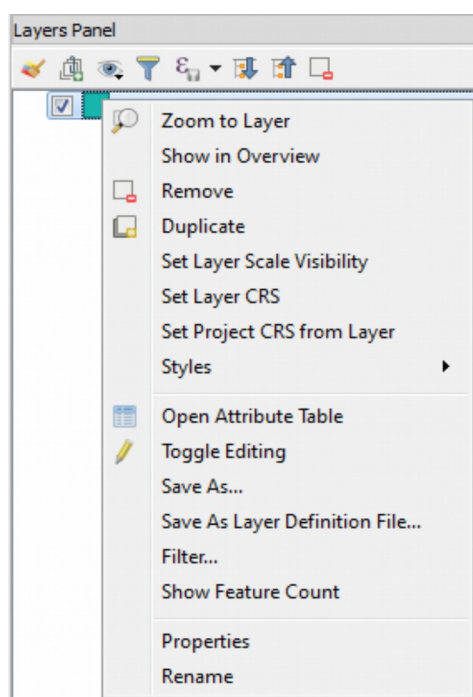 Layers Panel
Zoom to Layer
Show in Overview
Remove
Duplicate
Set Layer Scale Visibility
Set Layer CRS
Set Project CRS from Layer
Styles
Open Attribute Table
Toggle Editing
Save As...
Save As Layer Definition File...
Filter...
Show Feature Count
Properties
Rename